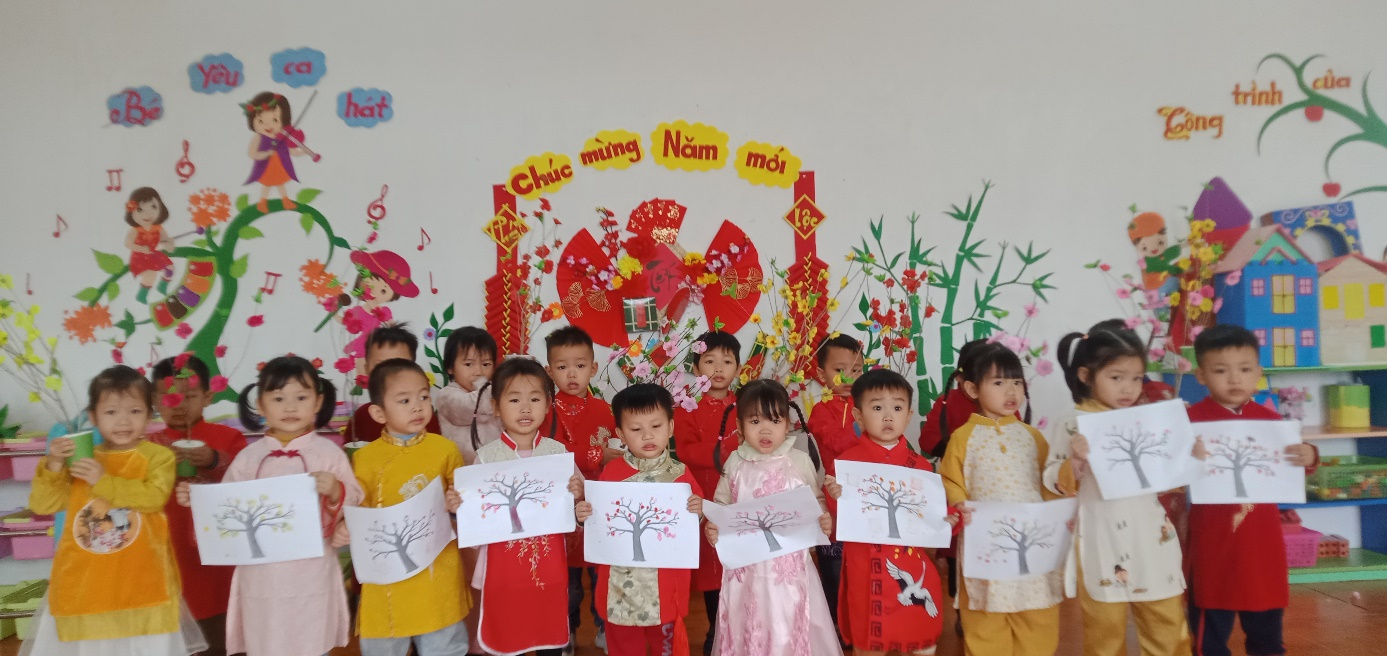 Bé yêu ca hát
Chúc mừng Năm mới
Lộc
Công trình của